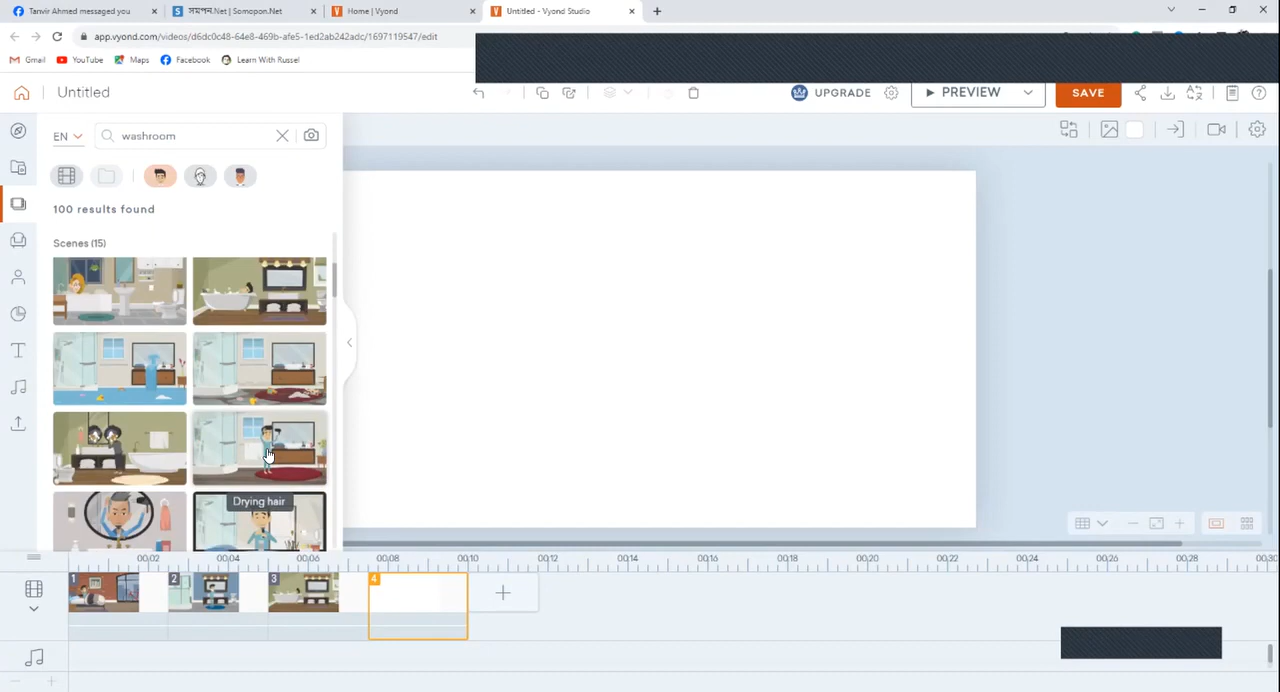 Tanvir Ahmed messaged you
সমপন.Net | Somopon.Net
Home | Vyond
Untitled - Vyond Studio
app.vyond.com/videos/d6dc0c48-64e8-469b-afe5-1ed2ab242adc/1697119547/edit
Gmail YouTube Maps Facebook Learn With Russel
Untitled
UPGRADE
PREVIEW
SAVE
EN
washroom
100 results found
Scenes (15)
Drying hair
00:02 00:04 00:06 00:08 00:10 00:12 00:14 00:16 00:18 00:20 00:22 00:24 00:26 00:28 00:30
1 2 3 4